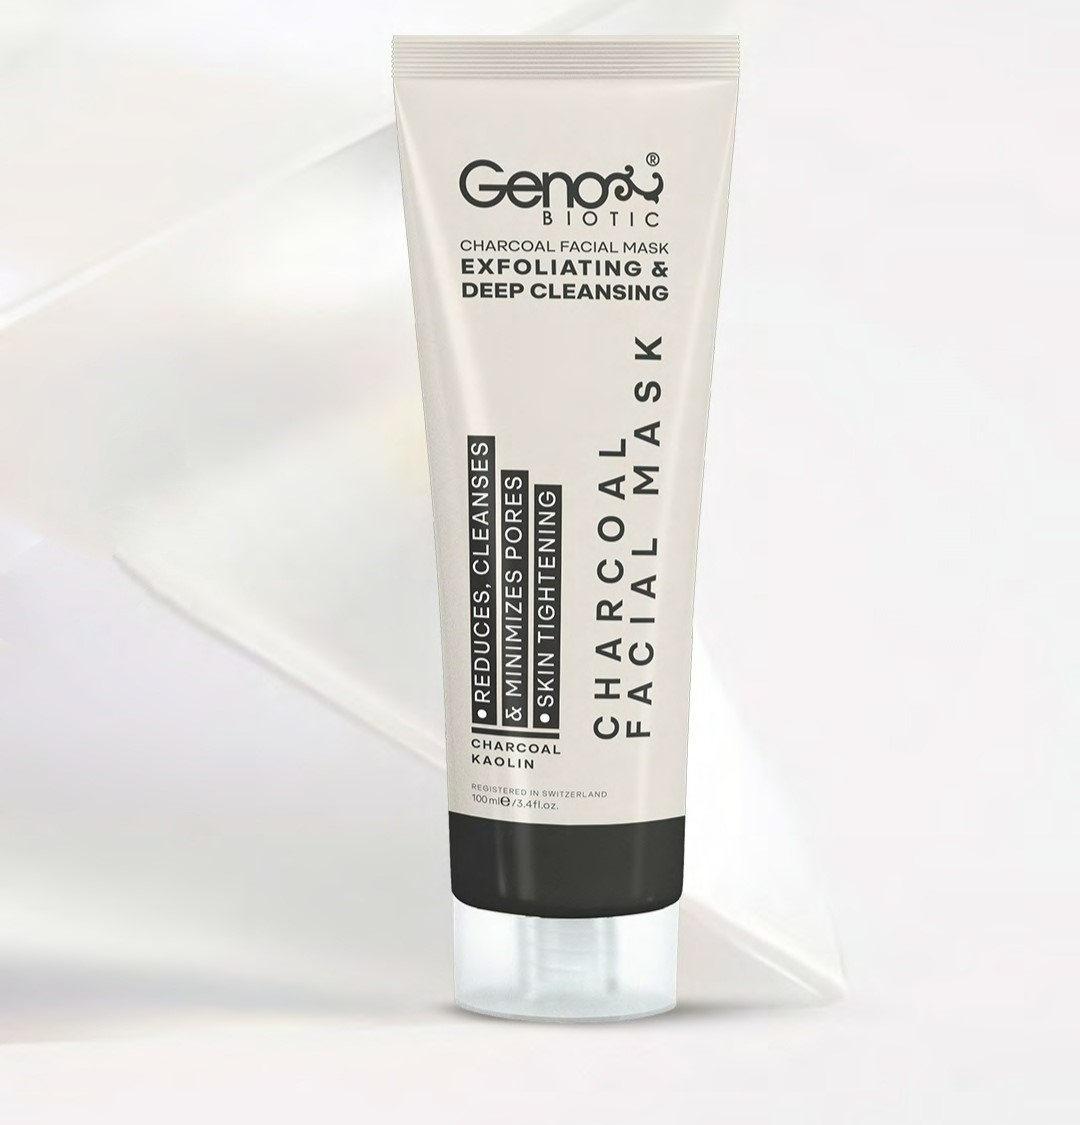 Geno
®
BIOTIC
CHARCOAL FACIAL MASK
EXFOLIATING &
DEEP CLEANSING
• REDUCES, CLEANSES
& MINIMIZES PORES
• SKIN TIGHTENING
CHARCOAL
FACIAL MASK
CHARCOAL
KAOLIN
REGISTERED IN SWITZERLAND
100ml℮/3.4fl.oz.